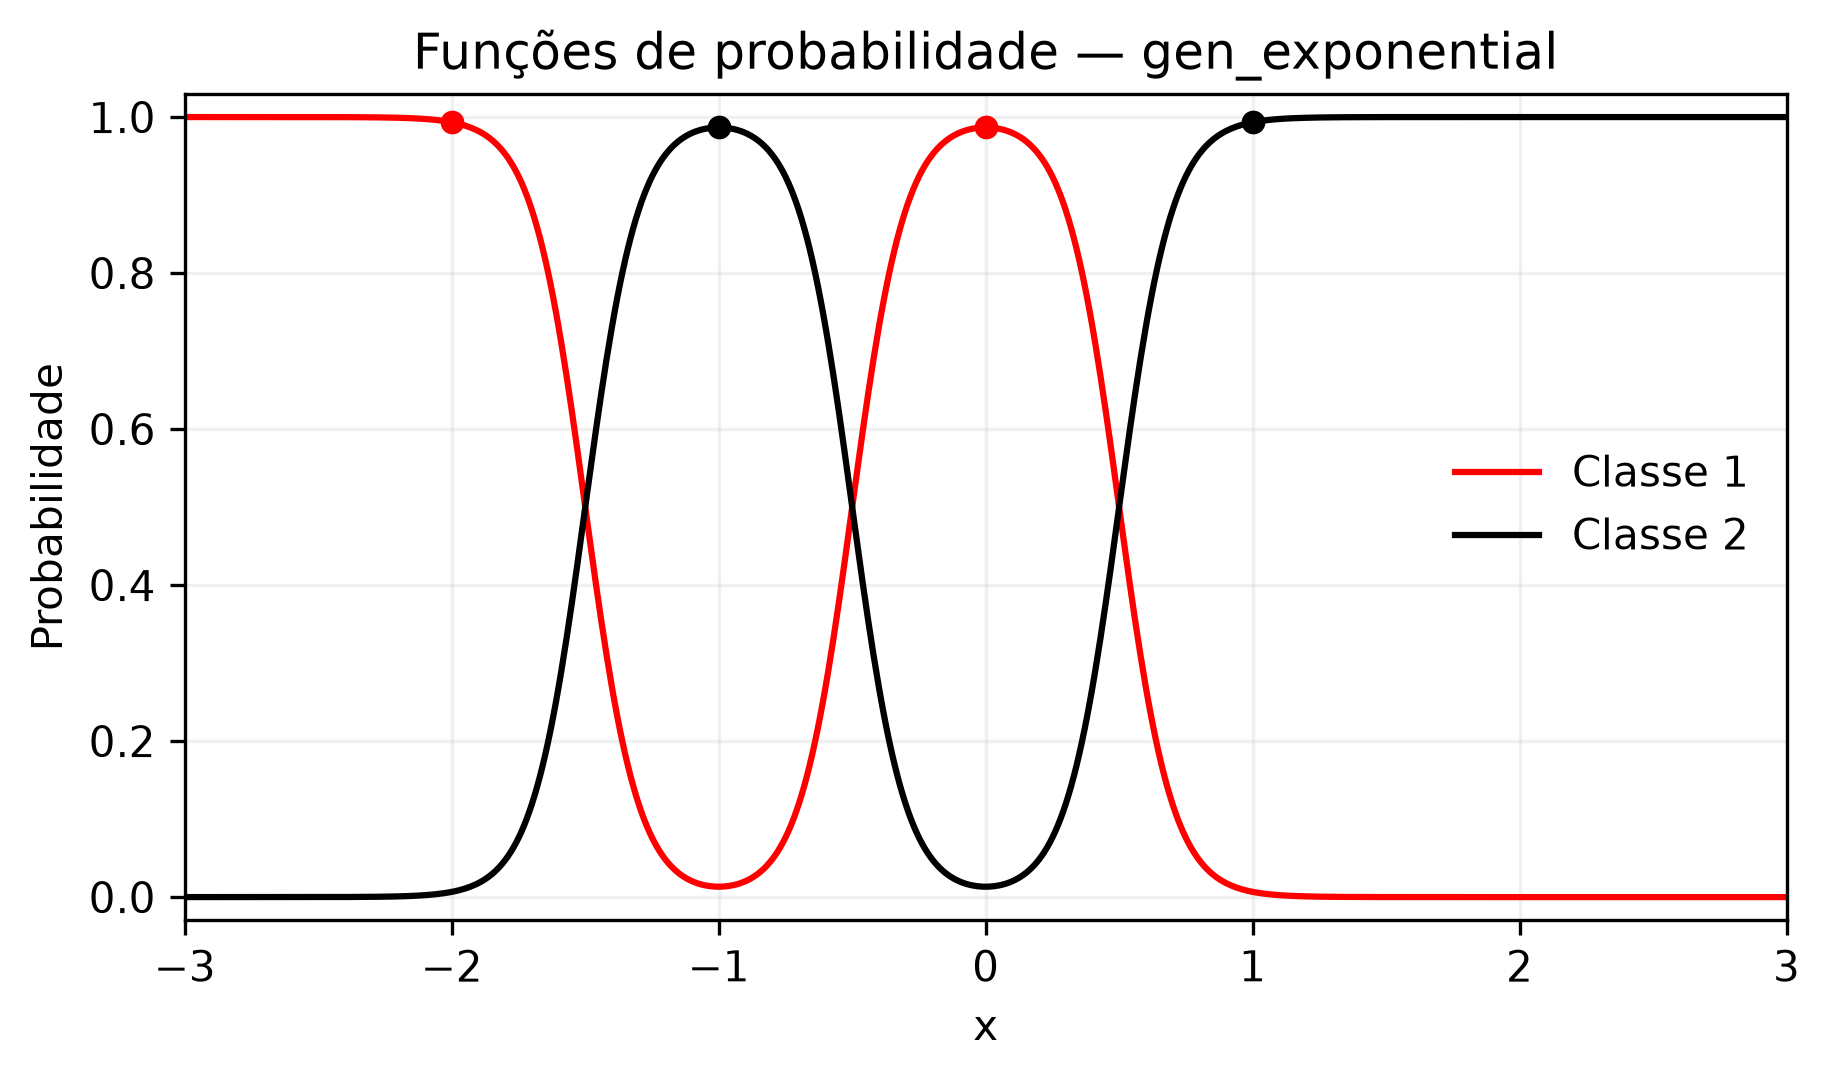 Funções de probabilidade — gen_exponential
Probabilidade
1.0
0.8
0.6
0.4
0.2
0.0
Classe 1
Classe 2
−3 −2 −1 0 1 2 3
x